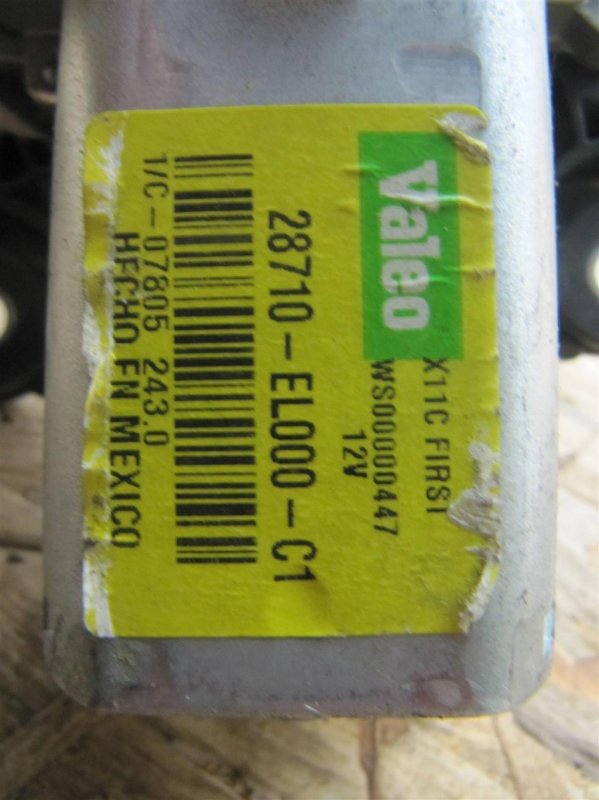 Valeo
X11C FIRST
WS00000447
12V
28710-EL000-C1
1/C-07805 243.0
HECHO EN MEXICO